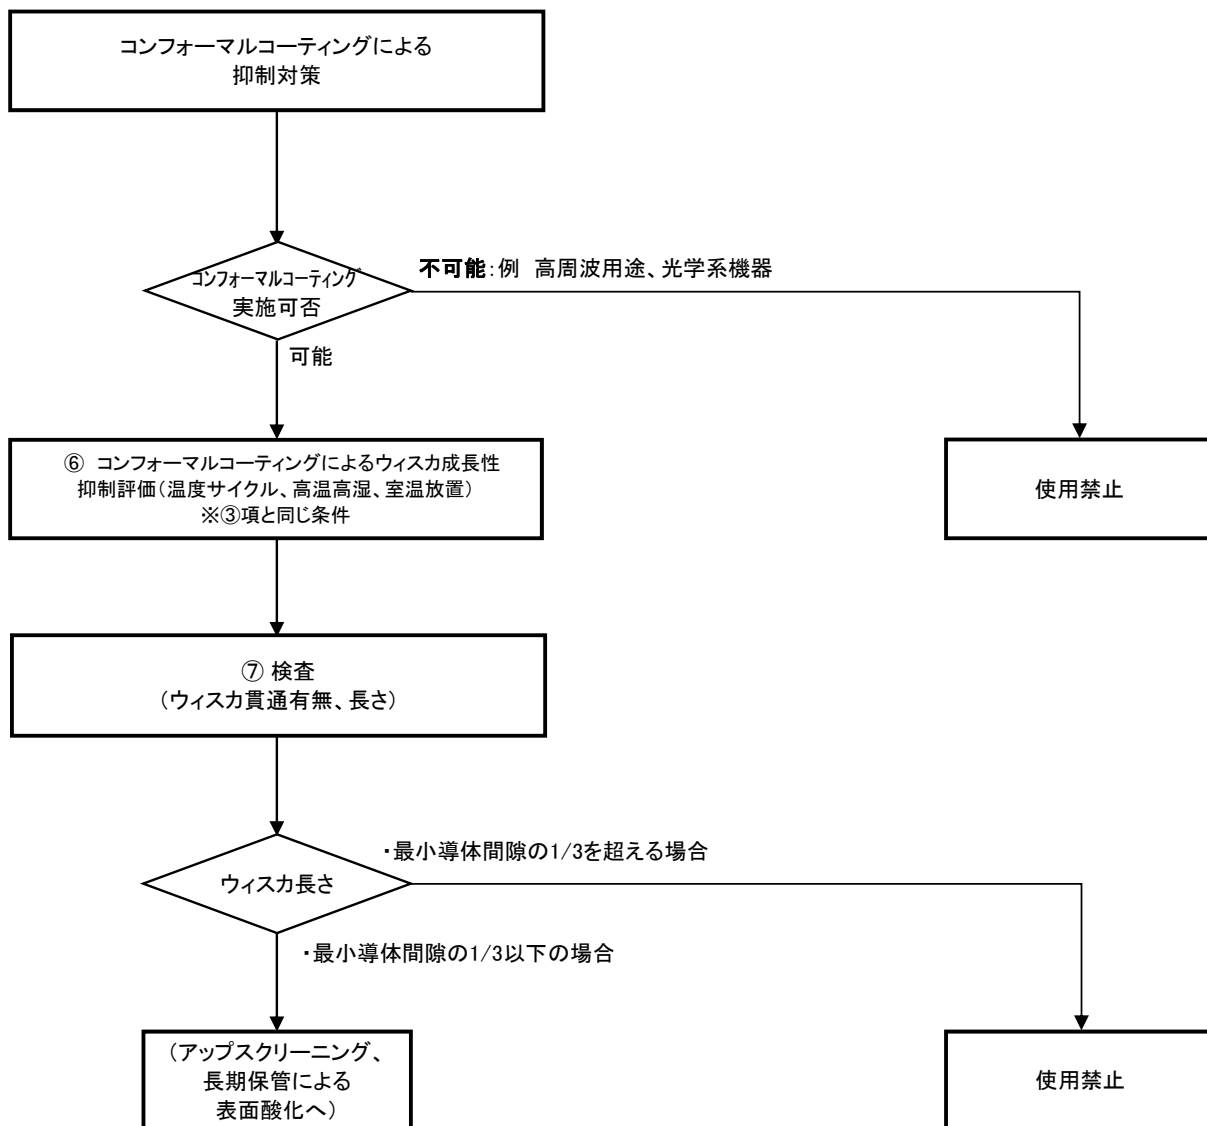 コンフォーマルコーティングによる
抑制対策
コンフォーマルコーティング
実施可否
不可能:例 高周波用途、光学系機器
可能
⑥ コンフォーマルコーティングによるウィスカ成長性
抑制評価(温度サイクル、高温高湿、室温放置)
※③項と同じ条件
使用禁止
⑦ 検査
(ウィスカ貫通有無、長さ)
・最小導体間隙の1/3を超える場合
ウィスカ長さ
・最小導体間隙の1/3以下の場合
(アップスクリーニング、
長期保管による
表面酸化へ)
使用禁止